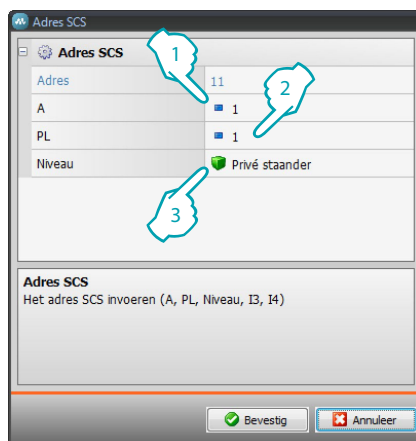 Adres SCS
Adres SCS
1
Adres 11
2
A 1
PL 1
Niveau Privé staander
3
Adres SCS
Het adres SCS invoeren (A, PL, Niveau, I3, I4)
Bevestig Annuleer